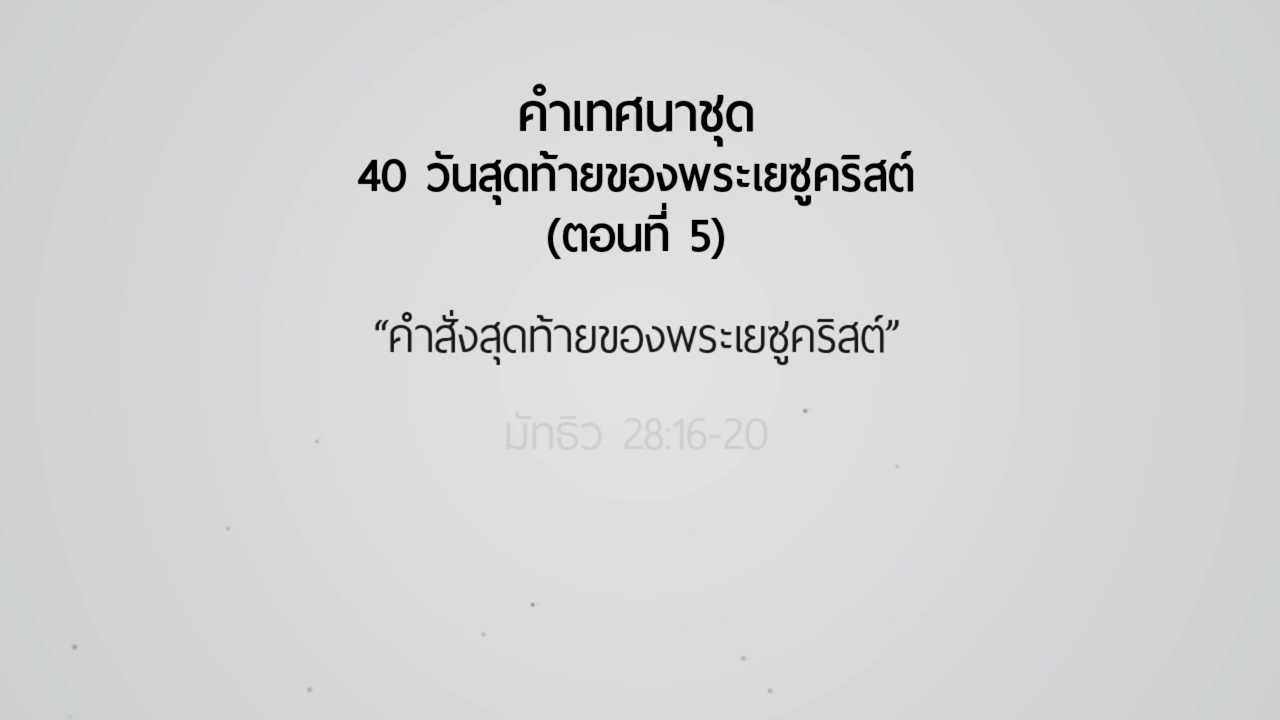 คำเทศนาชุด
40 วันสุดท้ายของพระเยซูคริสต์
(ตอนที่ 5)
“คำสั่งสุดท้ายของพระเยซูคริสต์”
มัทธิว 28:16-20